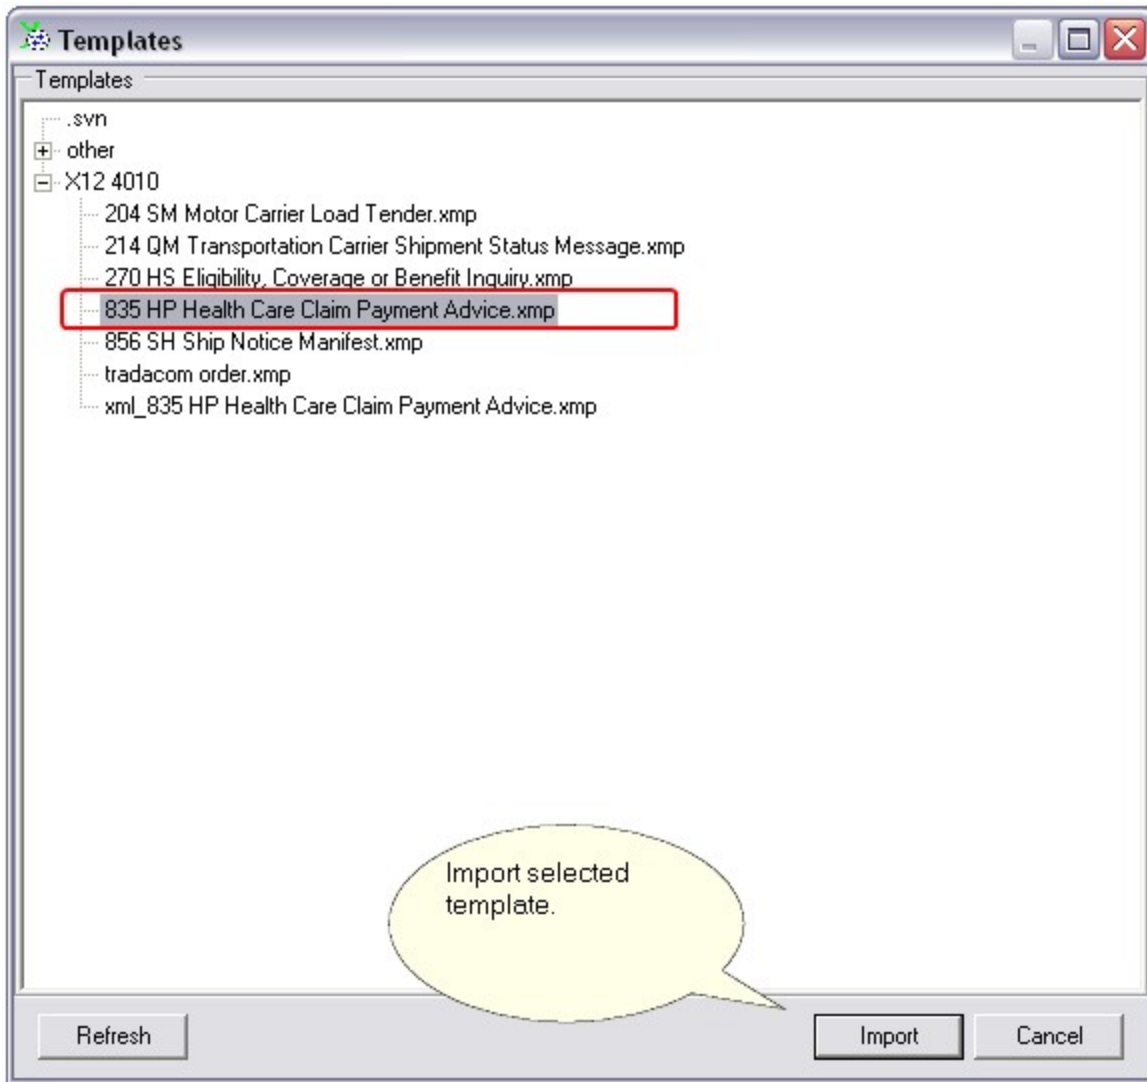 Templates
Templates
.svn
other
X12 4010
204 SM Motor Carrier Load Tender.xmp
214 QM Transportation Carrier Shipment Status Message.xmp
270 HS Eligibility, Coverage or Benefit Inquiry.xmp
835 HP Health Care Claim Payment Advice.xmp
856 SH Ship Notice Manifest.xmp
tradacom order.xmp
xml_835 HP Health Care Claim Payment Advice.xmp
Import selected
template.
Refresh
Import
Cancel